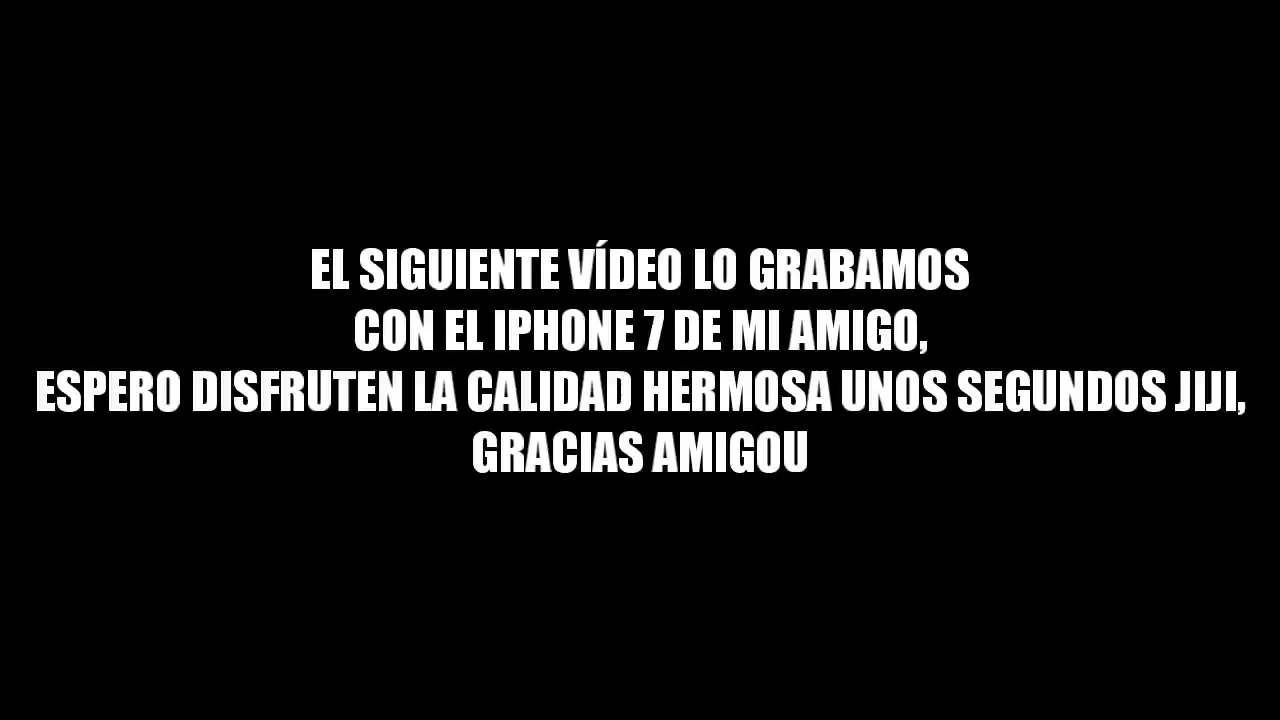 EL SIGUIENTE VÍDEO LO GRABAMOS
CON EL IPHONE 7 DE MI AMIGO,
ESPERO DISFRUTEN LA CALIDAD HERMOSA UNOS SEGUNDOS JIJI,
GRACIAS AMIGOU